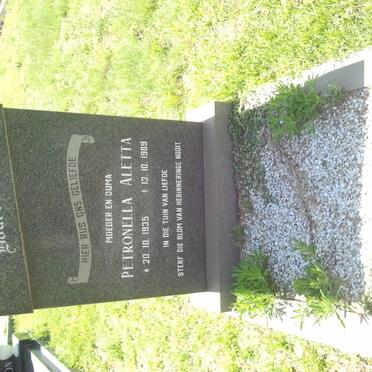 HIER RUS ONS GELIEFDE
MOEDER EN OUMA
PETRONELLA ALETTA
* 20.10.1935 † 13.10.1989
IN DIE TUIN VAN LIEFDE
STERF DIE BLOM VAN HERINNERINGE NOOIT.